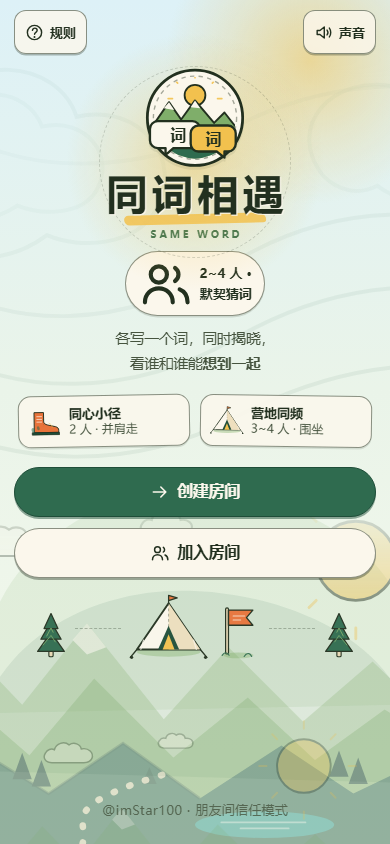 规则
声音
词
词
同词相遇
SAME WORD
2~4 人 •
默契猜词
各写一个词，同时揭晓，
看谁和谁能想到一起
同心小径
2 人 · 并肩走
营地同频
3~4 人 · 围坐
创建房间
加入房间
@imStar100 · 朋友间信任模式